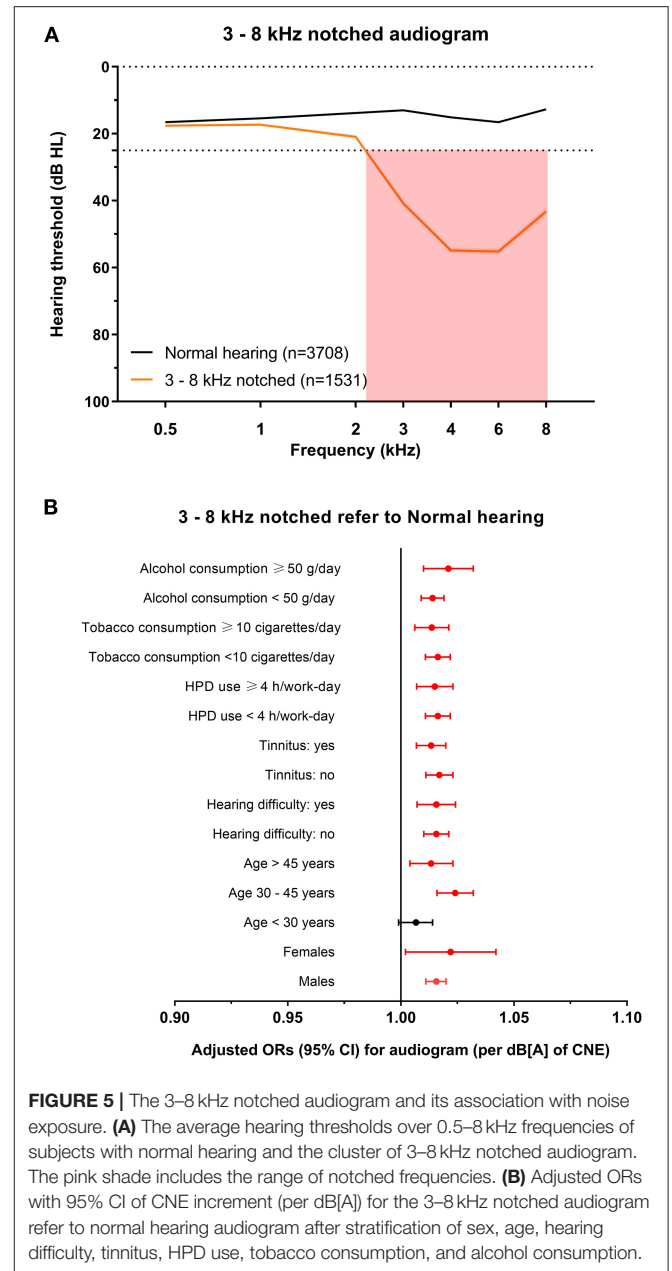 A
3 - 8 kHz notched audiogram
0
20
40
60
80
100
Hearing threshold (dB HL)
Normal hearing (n=3708)
3 - 8 kHz notched (n=1531)
0.5 1 2 3 4 6 8
Frequency (kHz)
B
3 - 8 kHz notched refer to Normal hearing
Alcohol consumption ⩾ 50 g/day
Alcohol consumption < 50 g/day
Tobacco consumption ⩾ 10 cigarettes/day
Tobacco consumption <10 cigarettes/day
HPD use ⩾ 4 h/work-day
HPD use < 4 h/work-day
Tinnitus: yes
Tinnitus: no
Hearing difficulty: yes
Hearing difficulty: no
Age > 45 years
Age 30 - 45 years
Age < 30 years
Females
Males
0.90 0.95 1.00 1.05 1.10
Adjusted ORs (95% CI) for audiogram (per dB[A] of CNE)
FIGURE 5 | The 3–8 kHz notched audiogram and its association with noise
exposure. (A) The average hearing thresholds over 0.5–8 kHz frequencies of
subjects with normal hearing and the cluster of 3–8 kHz notched audiogram.
The pink shade includes the range of notched frequencies. (B) Adjusted ORs
with 95% CI of CNE increment (per dB[A]) for the 3–8 kHz notched audiogram
refer to normal hearing audiogram after stratification of sex, age, hearing
difficulty, tinnitus, HPD use, tobacco consumption, and alcohol consumption.